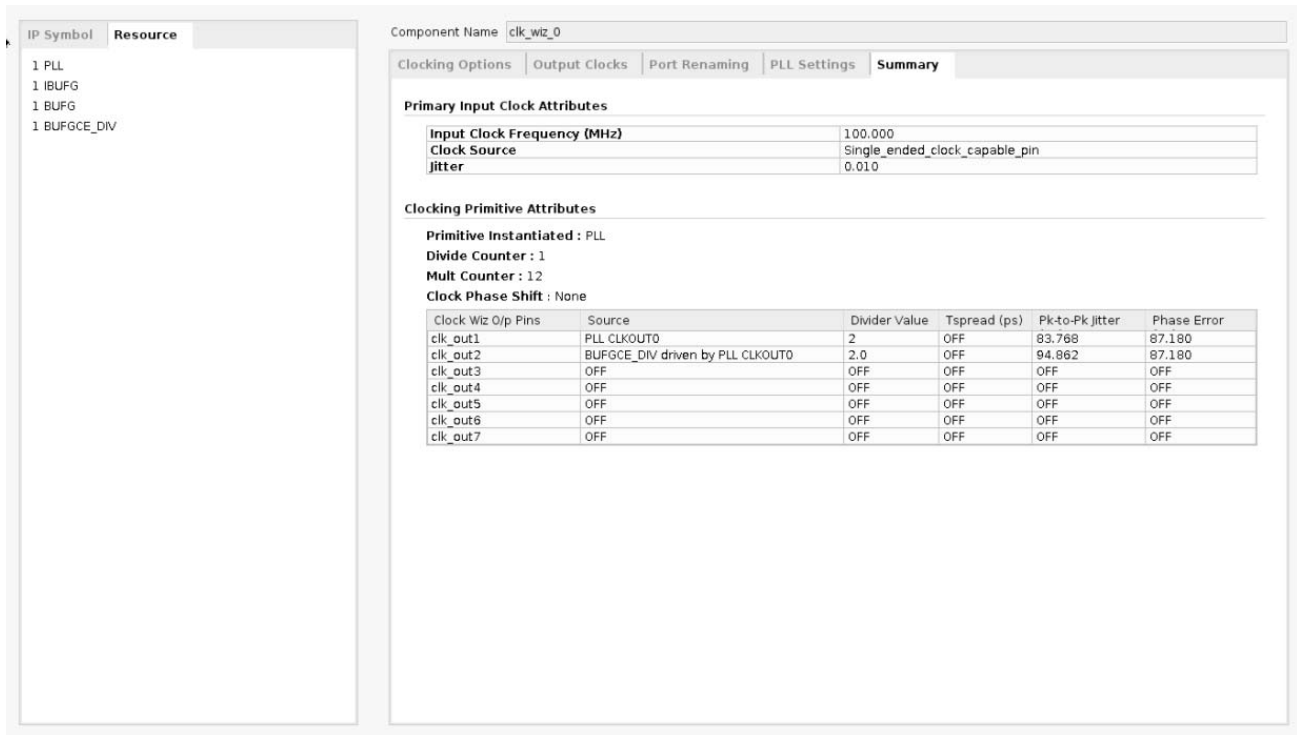 IP Symbol Resource
1 PLL
1 IBUFG
1 BUFG
1 BUFGCE_DIV
Component Name clk_wiz_0
Clocking Options Output Clocks Port Renaming PLL Settings Summary
Primary Input Clock Attributes
Input Clock Frequency (MHz) 100.000
Clock Source Single_ended_clock_capable_pin
Jitter 0.010
Clocking Primitive Attributes
Primitive Instantiated : PLL
Divide Counter : 1
Mult Counter : 12
Clock Phase Shift : None
Clock Wiz O/p Pins Source Divider Value Tspread (ps) Pk-to-Pk Jitter Phase Error
clk_out1 PLL CLKOUT0 2 OFF 83.768 87.180
clk_out2 BUFGCE_DIV driven by PLL CLKOUT0 2.0 OFF 94.862 87.180
clk_out3 OFF OFF OFF OFF OFF
clk_out4 OFF OFF OFF OFF OFF
clk_out5 OFF OFF OFF OFF OFF
clk_out6 OFF OFF OFF OFF OFF
clk_out7 OFF OFF OFF OFF OFF